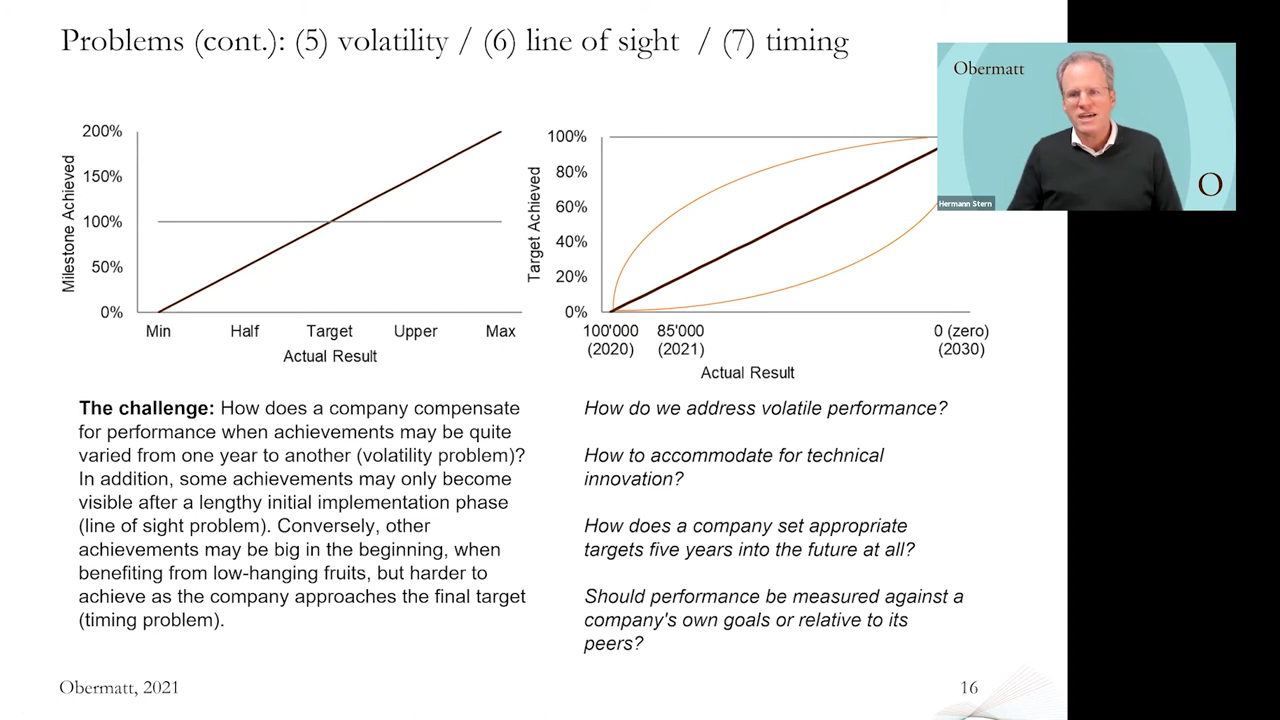 Problems (cont.): (5) volatility / (6) line of sight / (7) timing
Obermatt
O
Hermann Stern
200%
150%
100%
50%
0%
Milestone Achieved
Min Half Target Upper Max
Actual Result
100%
80%
60%
40%
20%
0%
Target Achieved
100'000 85'000 0 (zero)
(2020) (2021) (2030)
Actual Result
The challenge: How does a company compensate
for performance when achievements may be quite
varied from one year to another (volatility problem)?
In addition, some achievements may only become
visible after a lengthy initial implementation phase
(line of sight problem). Conversely, other
achievements may be big in the beginning, when
benefiting from low-hanging fruits, but harder to
achieve as the company approaches the final target
(timing problem).
How do we address volatile performance?
How to accommodate for technical
innovation?
How does a company set appropriate
targets five years into the future at all?
Should performance be measured against a
company's own goals or relative to its
peers?
Obermatt, 2021
16